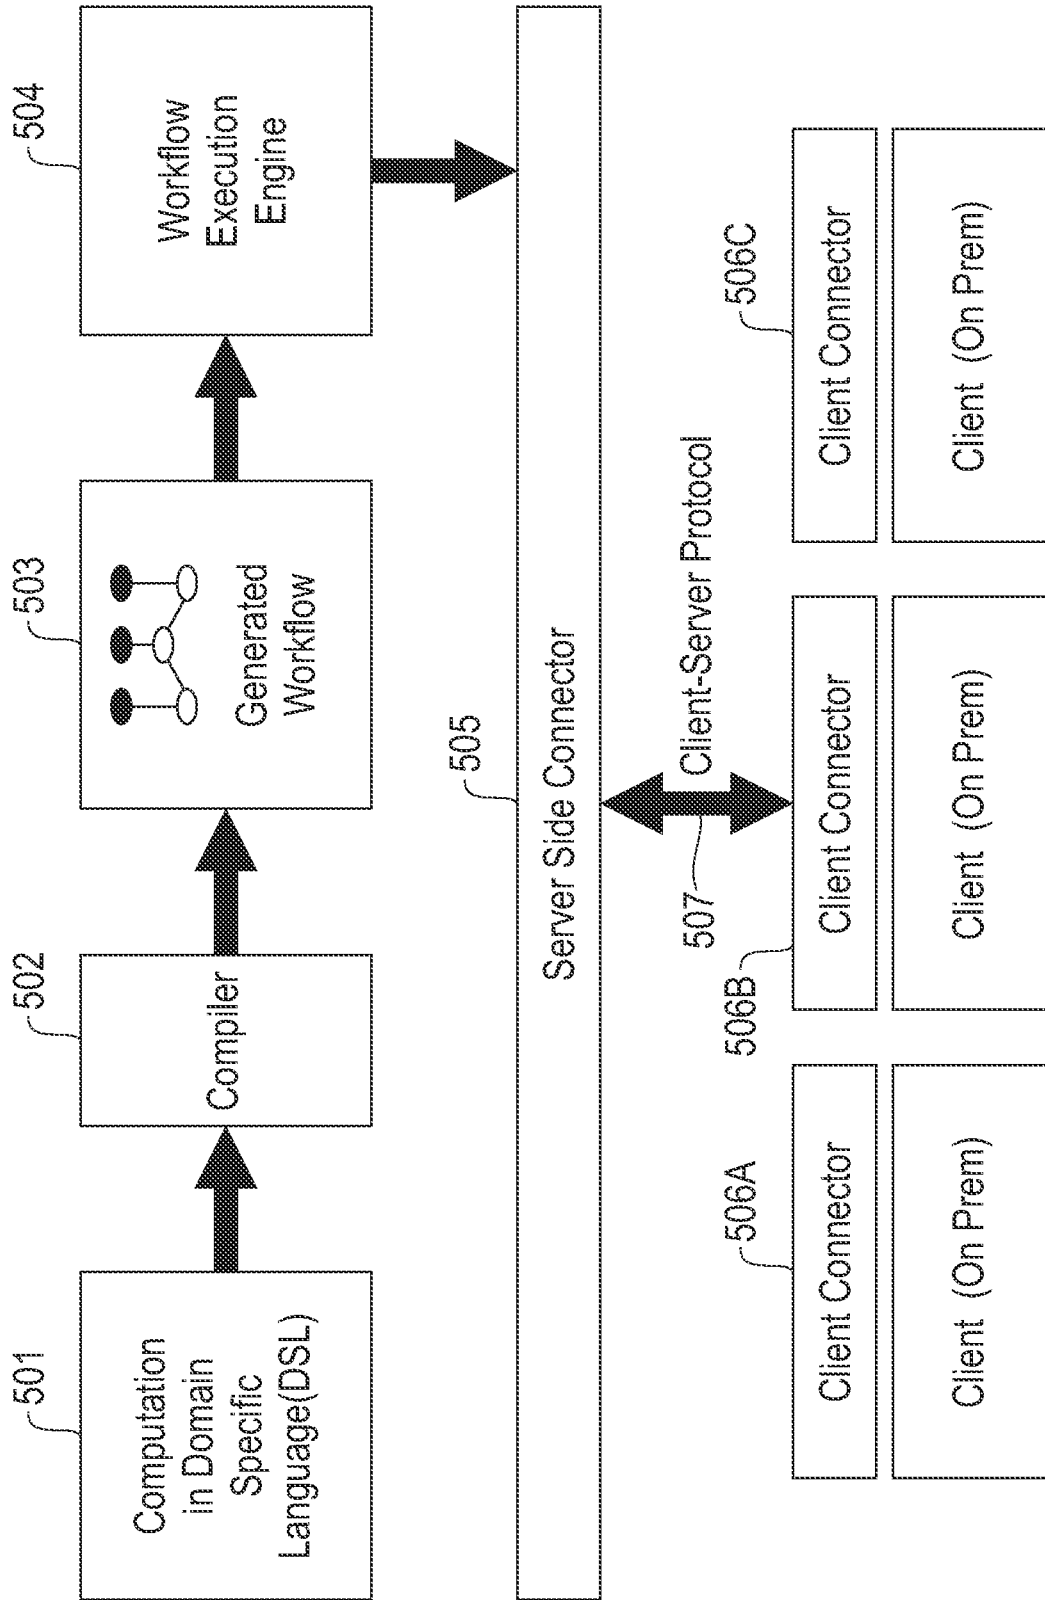 501
Computation
in Domain
Specific
Language(DSL)
502
Compiler
503
Generated
Workflow
504
Workflow
Execution
Engine
505
Server Side Connector
507
Client-Server Protocol
506A
Client Connector
Client (On Prem)
506B
Client Connector
Client (On Prem)
506C
Client Connector
Client (On Prem)